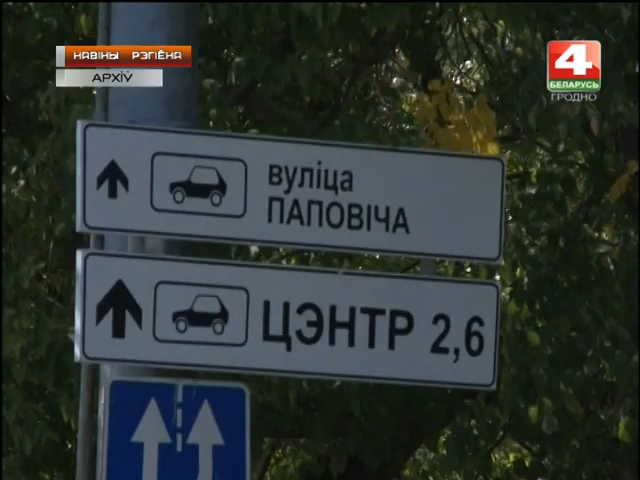 НАВІНЫ РЭГІЁНА
АРХІЎ
4
БЕЛАРУСЬ
ГРОДНО
вуліца
ПАПОВІЧА
ЦЭНТР 2,6